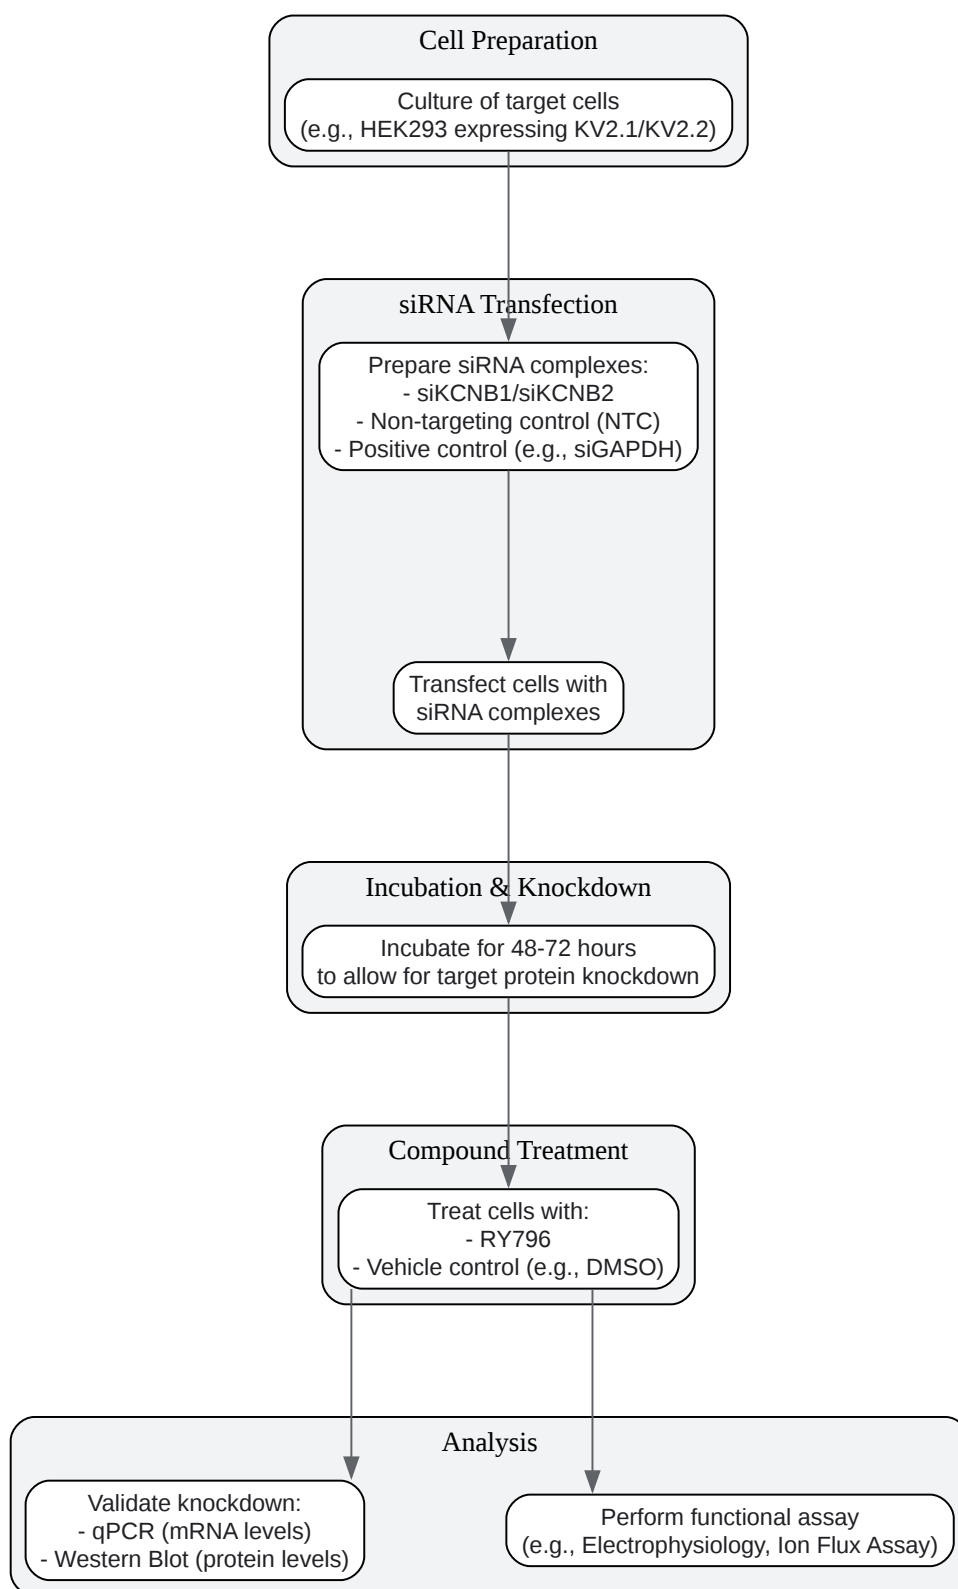 Cell Preparation
Culture of target cells
(e.g., HEK293 expressing KV2.1/KV2.2)
siRNA Transfection
Prepare siRNA complexes:
- siKCNB1/siKCNB2
- Non-targeting control (NTC)
- Positive control (e.g., siGAPDH)
Transfect cells with
siRNA complexes
Incubation & Knockdown
Incubate for 48-72 hours
to allow for target protein knockdown
Compound Treatment
Treat cells with:
- RY796
- Vehicle control (e.g., DMSO)
Analysis
Validate knockdown:
- qPCR (mRNA levels)
- Western Blot (protein levels)
Perform functional assay
(e.g., Electrophysiology, Ion Flux Assay)